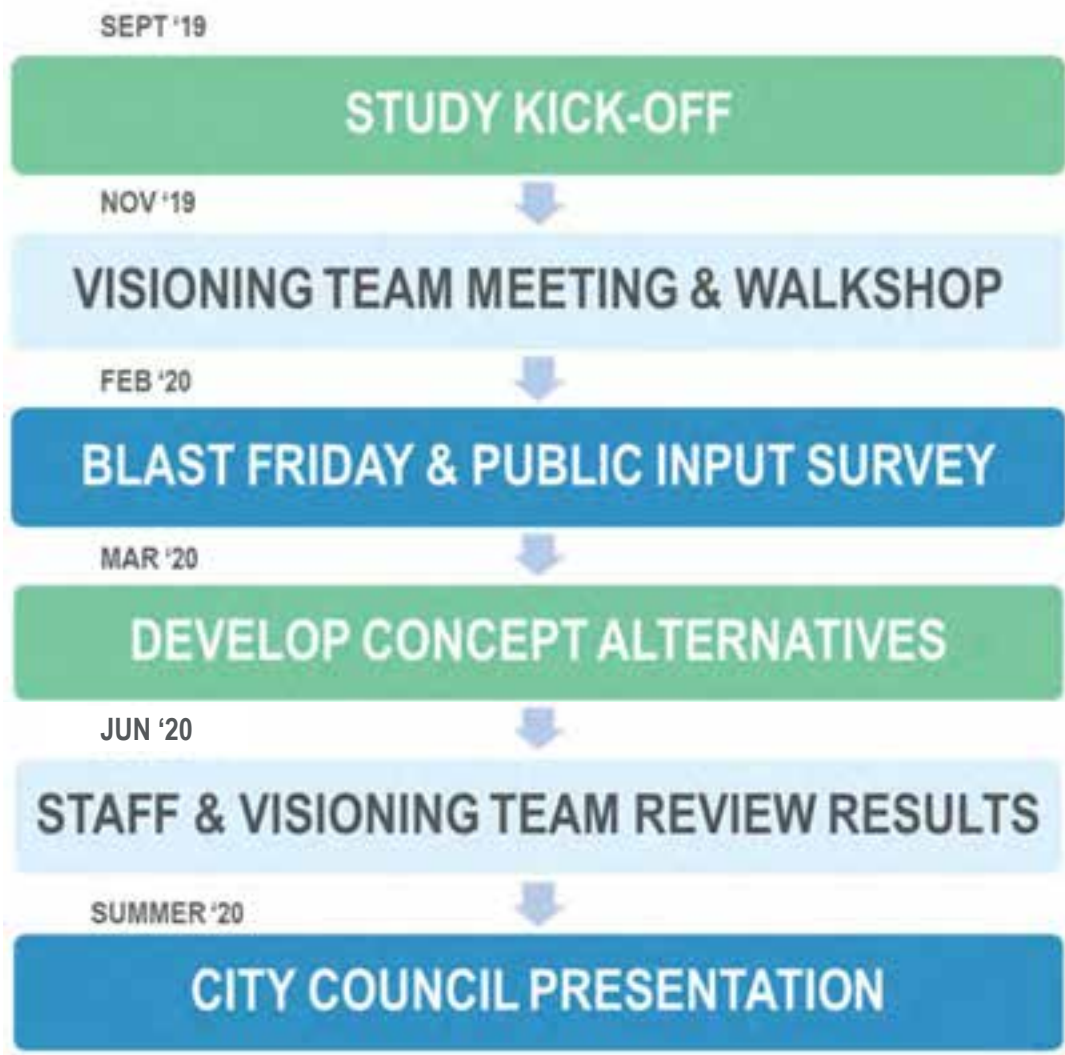 SEPT ‘19
STUDY KICK-OFF
NOV ‘19
VISIONING TEAM MEETING & WALKSHOP
FEB ‘20
BLAST FRIDAY & PUBLIC INPUT SURVEY
MAR ‘20
DEVELOP CONCEPT ALTERNATIVES
JUN ‘20
STAFF & VISIONING TEAM REVIEW RESULTS
SUMMER ‘20
CITY COUNCIL PRESENTATION